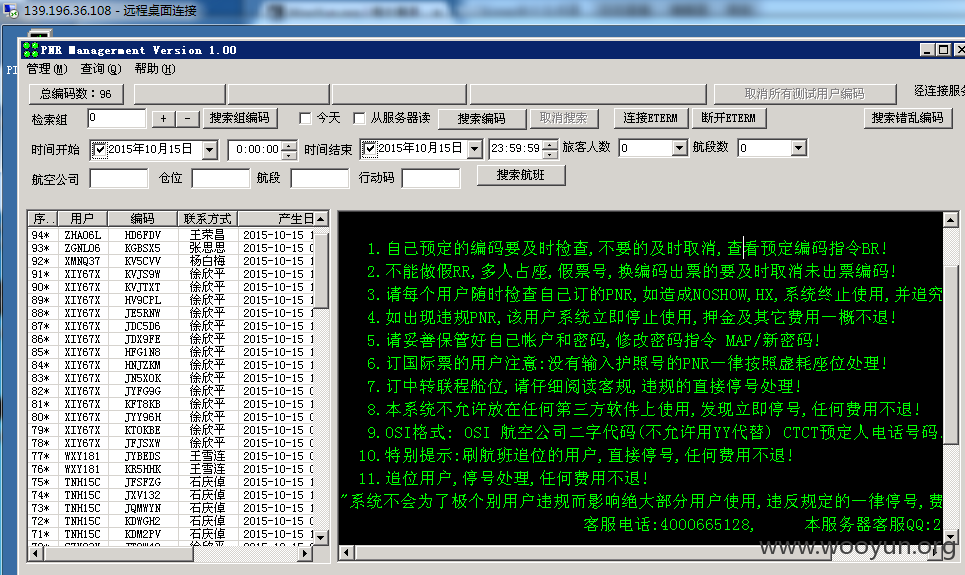 139.196.36.108 - 远程桌面连接
PNR Managerment Version 1.00
管理(M) 查询(Q) 帮助(H)
总编码数：96 取消所有测试用户编码 经连接服务
检索组 0 + - 搜索组编码 今天 从服务器读 搜索编码 取消搜索 连接ETERM 断开ETERM 搜索错乱编码
时间开始 2015年10月15日 0:00:00 时间结束 2015年10月15日 23:59:59 旅客人数 0 航段数 0
航空公司 仓位 航段 行动码 搜索航班
序.. 用户 编码 联系方式 产生日
94* ZHA06L HD6FDV 王荣昌 2015-10-15 1
93* ZGNL06 KGBSX5 张思思 2015-10-15 1
92* XMNQ37 KV5CVV 杨白梅 2015-10-15 1
91* XIY67X KVJS9W 徐欣平 2015-10-15 1
90* XIY67X KVJTXT 徐欣平 2015-10-15 1
89* XIY67X HV9CPL 徐欣平 2015-10-15 1
88* XIY67X JE5RNW 徐欣平 2015-10-15 1
87* XIY67X JDC5D6 徐欣平 2015-10-15 1
86* XIY67X JDX9FE 徐欣平 2015-10-15 1
85* XIY67X HFG1N8 徐欣平 2015-10-15 1
84* XIY67X HNJZKM 徐欣平 2015-10-15 1
83* XIY67X JN5X0K 徐欣平 2015-10-15 1
82* XIY67X JYFG9G 徐欣平 2015-10-15 1
81* XIY67X KFT8KB 徐欣平 2015-10-15 1
80* XIY67X JYY96H 徐欣平 2015-10-15 0
79* XIY67X KT0KBE 徐欣平 2015-10-15 0
78* XIY67X JFJSXW 徐欣平 2015-10-15 0
77* WXY181 JYBEDS 王雪连 2015-10-15 0
76* WXY181 KR5HHK 王雪连 2015-10-15 0
75* TNH15C JFSFZG 石庆倬 2015-10-15 1
74* TNH15C JXV132 石庆倬 2015-10-15 1
73* TNH15C JQMWYN 石庆倬 2015-10-15 1
72* TNH15C KDWGH2 石庆倬 2015-10-15 1
71* TNH15C KDM2PV 石庆倬 2015-10-15 1
1.自己预定的编码要及时检查,不要的及时取消,查看预定编码指令BR!
2.不能做假RR,多人占座,假票号,换编码出票的要及时取消未出票编码!
3.请每个用户随时检查自己订的PNR,如造成NOSHOW,HX,系统终止使用,并追究
4.如出现违规PNR,该用户系统立即停止使用,押金及其它费用一概不退!
5.请妥善保管好自己帐户和密码,修改密码指令 MAP/新密码!
6.订国际票的用户注意:没有输入护照号的PNR一律按照虚耗座位处理!
7.订中转联程舱位,请仔细阅读客规,违规的直接停号处理!
8.本系统不允许放在任何第三方软件上使用,发现立即停号,任何费用不退!
9.OSI格式: OSI 航空公司二字代码(不允许用YY代替) CTCT预定人电话号码.
10.特别提示:刷航班追位的用户,直接停号,任何费用不退!
11.追位用户,停号处理,任何费用不退!
"系统不会为了极个别用户违规而影响绝大部分用户使用,违反规定的一律停号,费
客服电话:4000665128, 本服务器客服QQ:2
www.wooyun.org